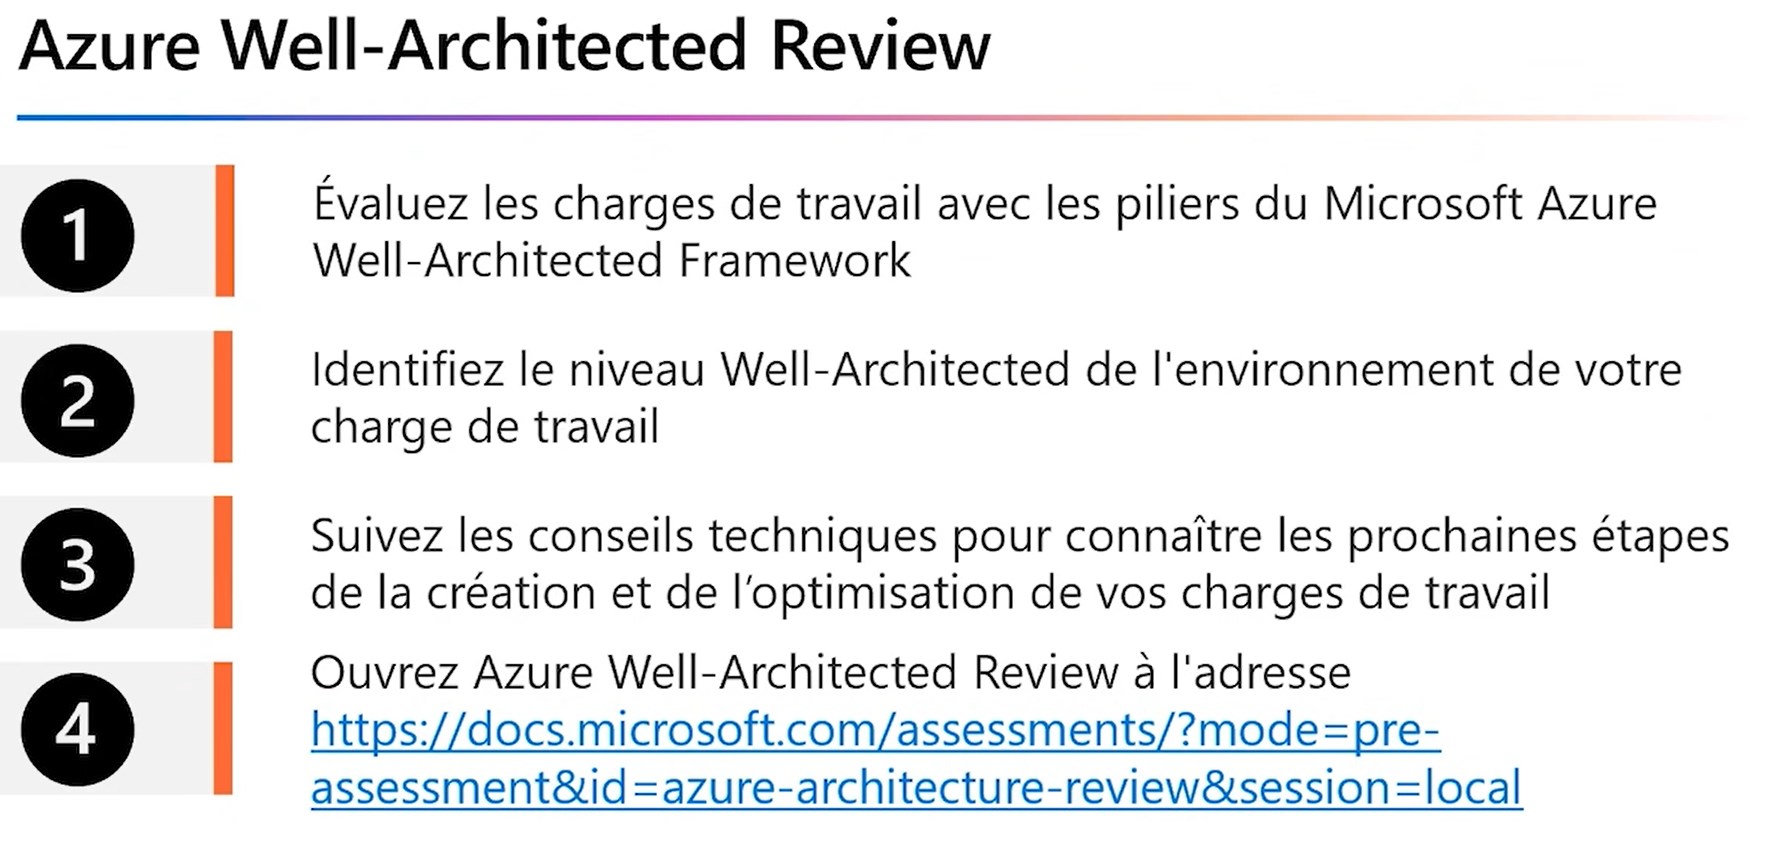 Azure Well-Architected Review
1
Évaluez les charges de travail avec les piliers du Microsoft Azure
Well-Architected Framework
2
Identifiez le niveau Well-Architected de l'environnement de votre
charge de travail
3
Suivez les conseils techniques pour connaître les prochaines étapes
de la création et de l’optimisation de vos charges de travail
4
Ouvrez Azure Well-Architected Review à l'adresse
https://docs.microsoft.com/assessments/?mode=pre-
assessment&id=azure-architecture-review&session=local